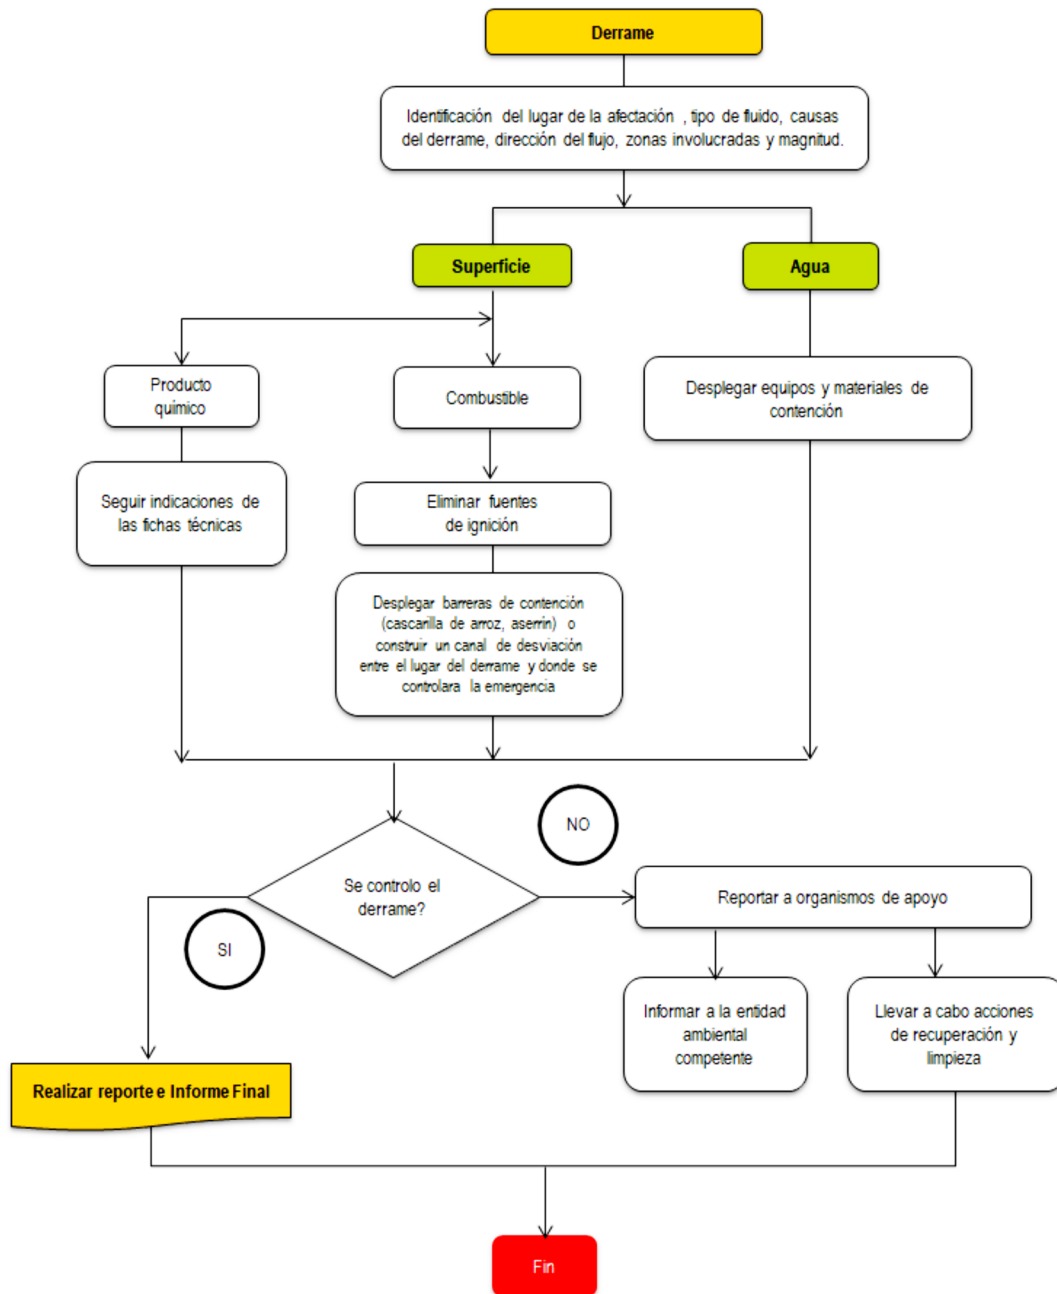 Derrame
Identificación del lugar de la afectación , tipo de fluido, causas
del derrame, dirección del flujo, zonas involucradas y magnitud.
Superficie
Agua
Producto
químico
Combustible
Desplegar equipos y materiales de
contención
Seguir indicaciones de
las fichas técnicas
Eliminar fuentes
de ignición
Desplegar barreras de contención
(cascarilla de arroz, aserrín) o
construir un canal de desviación
entre el lugar del derrame y donde se
controlara la emergencia
NO
Se controlo el
derrame?
Reportar a organismos de apoyo
SI
Informar a la entidad
ambiental
competente
Llevar a cabo acciones
de recuperación y
limpieza
Realizar reporte e Informe Final
Fin